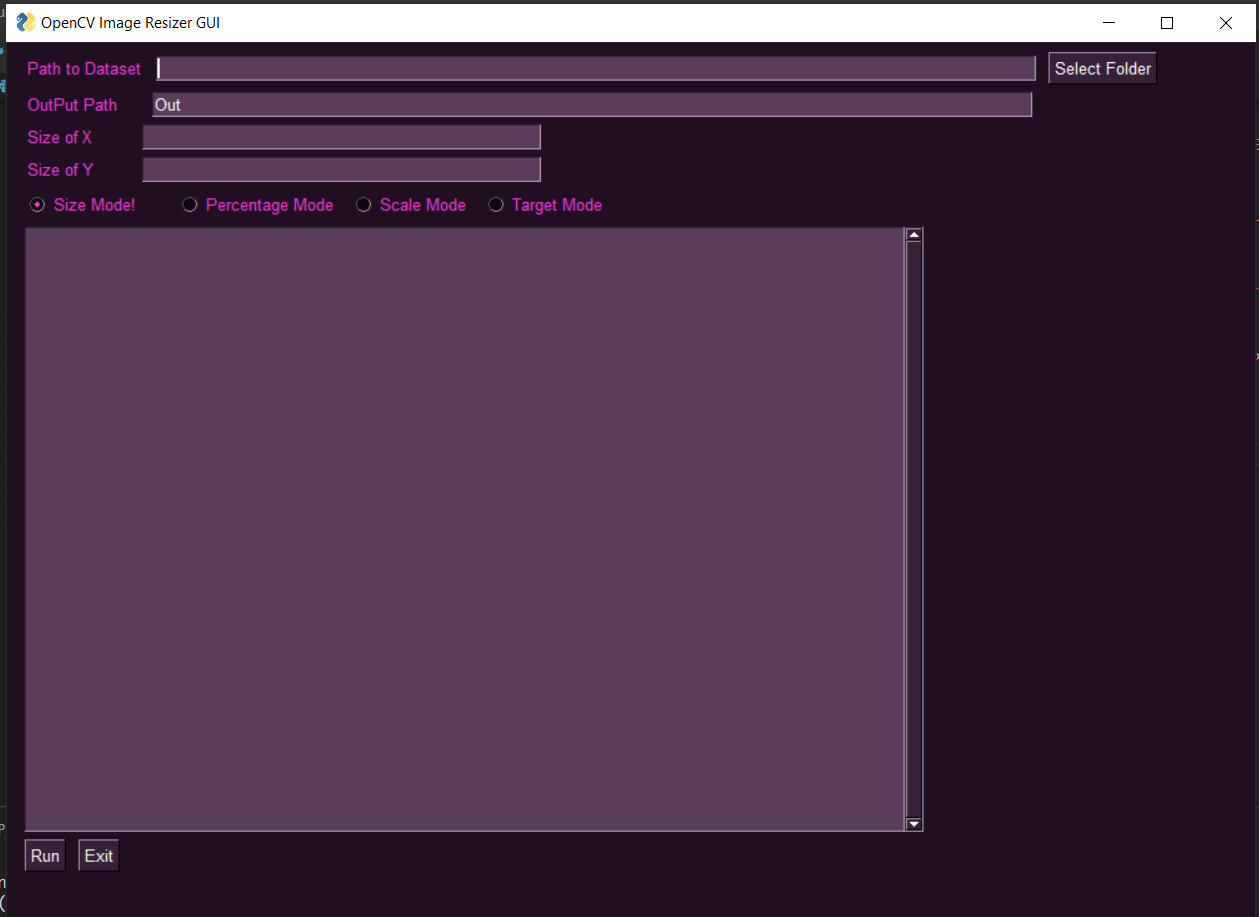 OpenCV Image Resizer GUI
Path to Dataset Select Folder
OutPut Path Out
Size of X
Size of Y
Size Mode! Percentage Mode Scale Mode Target Mode
Run Exit